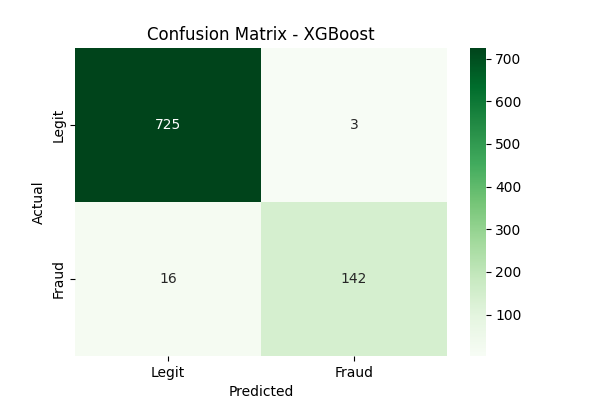 Confusion Matrix - XGBoost
Actual
Legit
Fraud
725
3
16
142
Legit
Fraud
Predicted
700
600
500
400
300
200
100